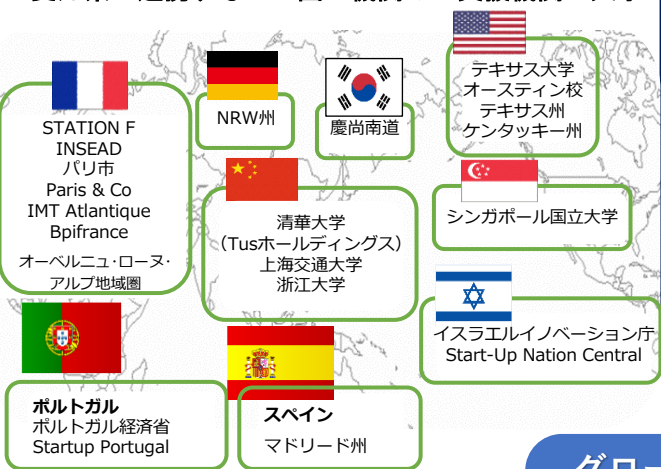 STATION F
INSEAD
パリ市
Paris & Co
IMT Atlantique
Bpifrance
オーベルニュ・ローヌ・
アルプ地域圏
NRW州
慶尚南道
テキサス大学
オースティン校
テキサス州
ケンタッキー州
清華大学
（Tusホールディングス）
上海交通大学
浙江大学
シンガポール国立大学
イスラエルイノベーション庁
Start-Up Nation Central
ポルトガル
ポルトガル経済省
Startup Portugal
スペイン
マドリード州
グロー